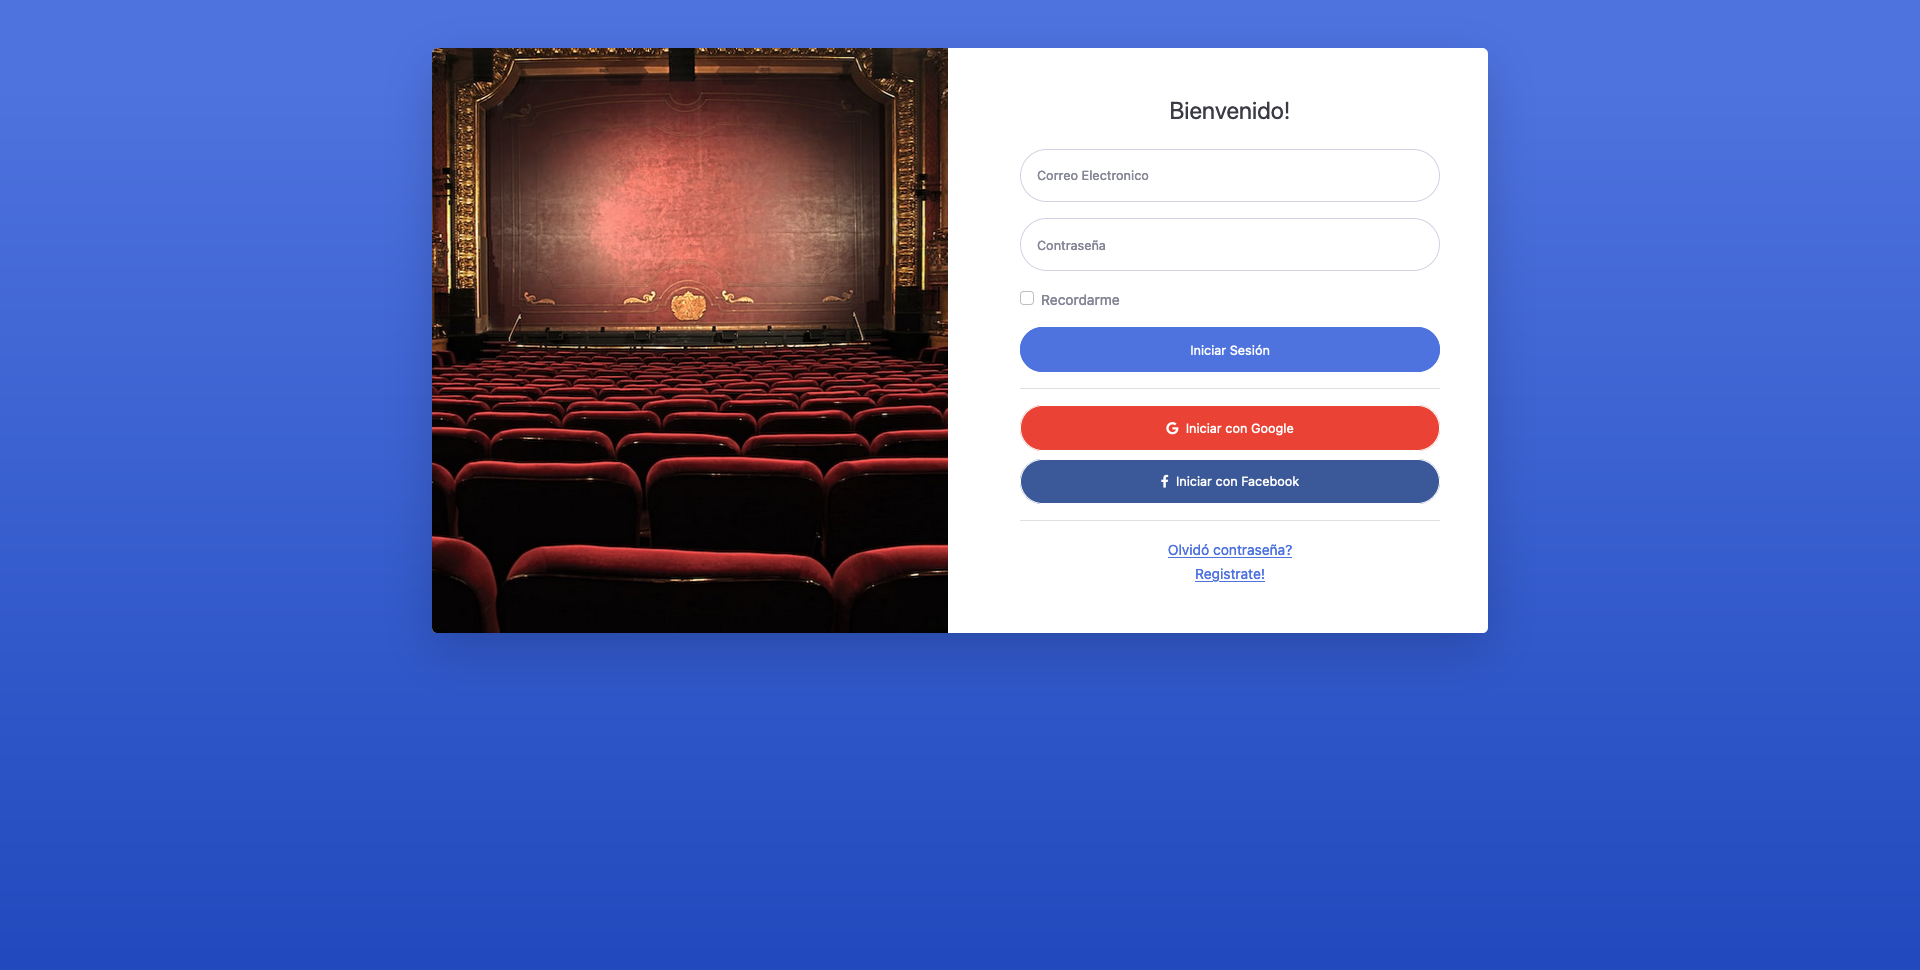 Bienvenido!
Correo Electronico
Contraseña
Recordarme
Iniciar Sesión
Iniciar con Google
Iniciar con Facebook
Olvidó contraseña?
Registrate!